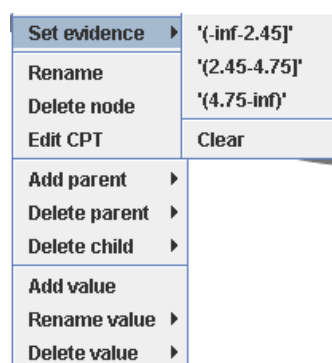 Set evidence
Rename
Delete node
Edit CPT
Add parent
Delete parent
Delete child
Add value
Rename value
Delete value
'(-inf-2.45]'
'(2.45-4.75]'
'(4.75-inf)'
Clear